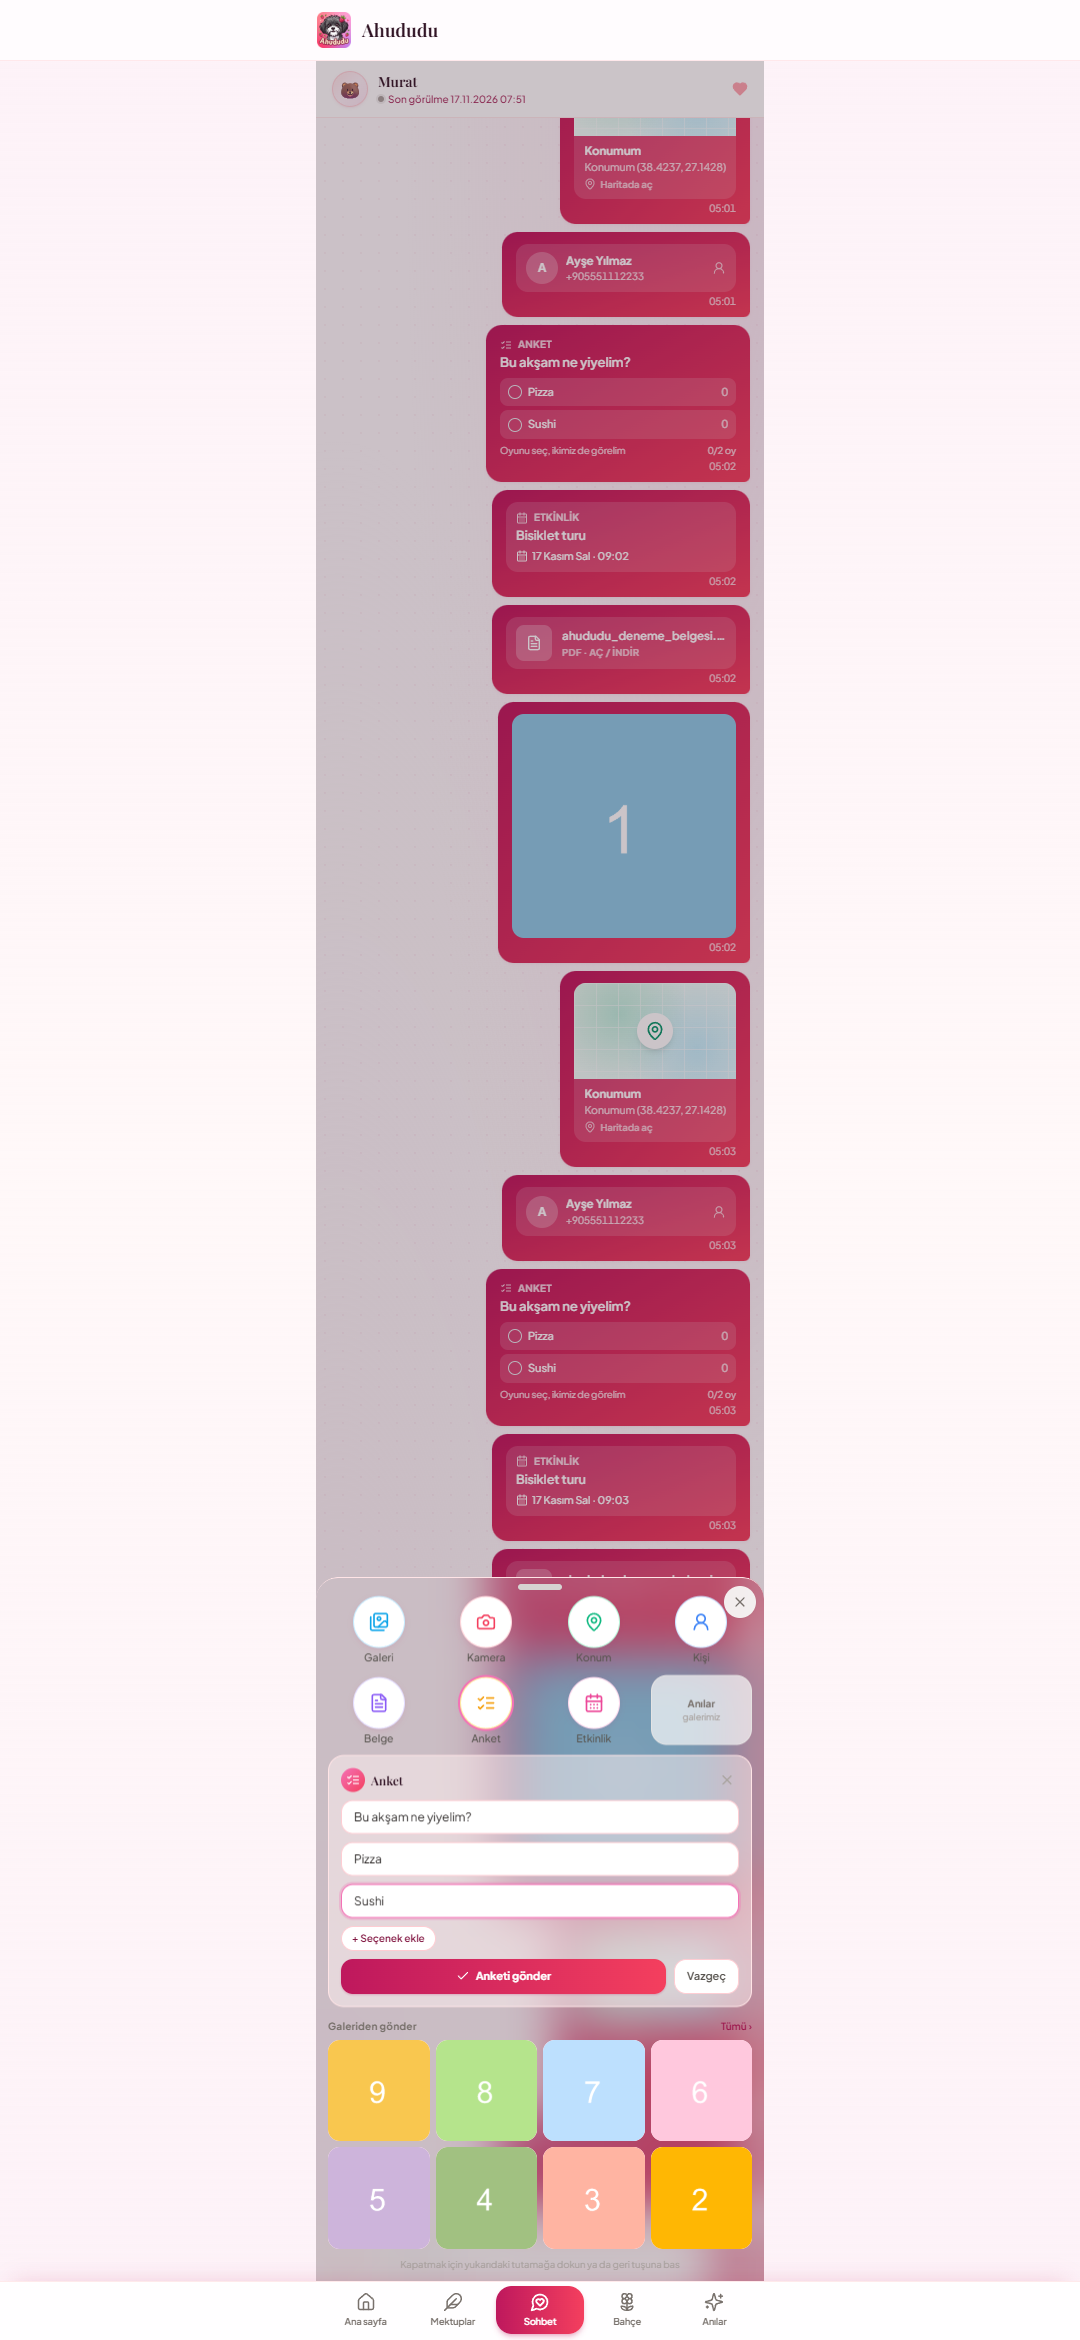 Ahududu
Murat
Son görülme 17.11.2026 07:51
Konumum
Konumum (38.4237, 27.1428)
Haritada aç
05:01
A
Ayşe Yılmaz
+905551112233
05:01
ANKET
Bu akşam ne yiyelim?
Pizza 0
Sushi 0
Oyunu seç, ikimiz de görelim 0/2 oy
05:02
ETKİNLİK
Bisiklet turu
17 Kasım Sal · 09:02
05:02
ahududu_deneme_belgesi....
PDF · AÇ / İNDİR
05:02
1
05:02
Konumum
Konumum (38.4237, 27.1428)
Haritada aç
05:03
A
Ayşe Yılmaz
+905551112233
05:03
ANKET
Bu akşam ne yiyelim?
Pizza 0
Sushi 0
Oyunu seç, ikimiz de görelim 0/2 oy
05:03
ETKİNLİK
Bisiklet turu
17 Kasım Sal · 09:03
05:03
Galeri Kamera Konum Kişi
Belge Anket Etkinlik Anılar
galerimiz
Anket
Bu akşam ne yiyelim?
Pizza
Sushi
+ Seçenek ekle
Anketi gönder Vazgeç
Galeriden gönder Tümü ›
9 8 7 6
5 4 3 2
Kapatmak için yukarıdaki tutamağa dokun ya da geri tuşuna bas
Ana sayfa Mektuplar Sohbet Bahçe Anılar